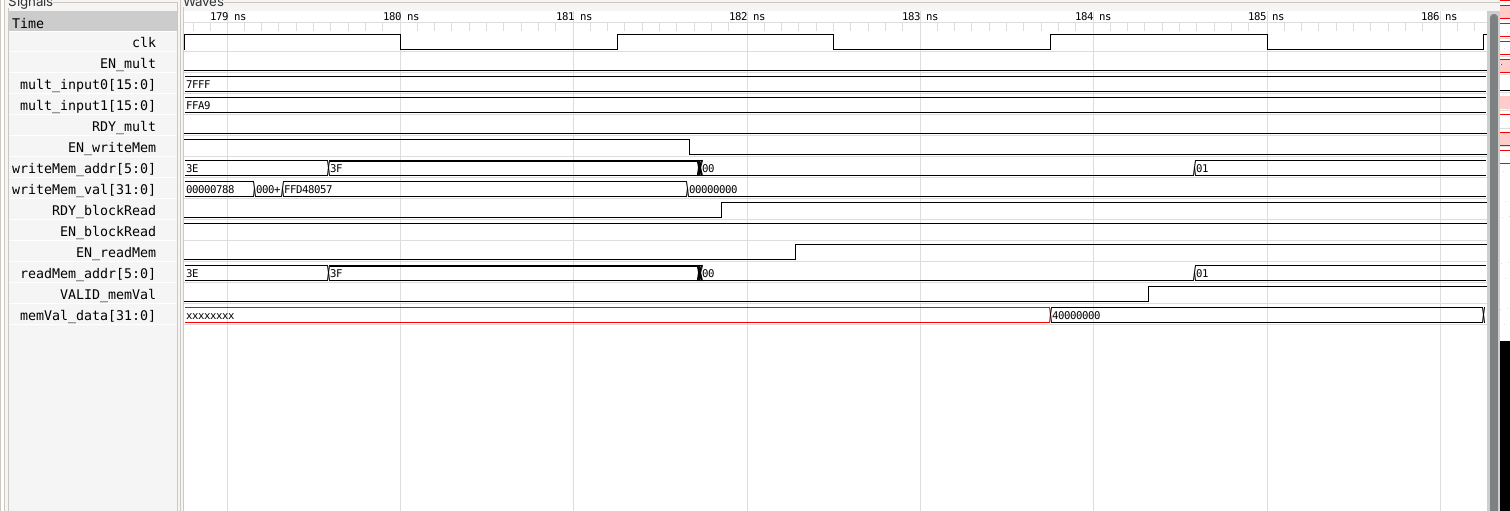 Signals
Waves
Time
179 ns 180 ns 181 ns 182 ns 183 ns 184 ns 185 ns 186 ns
clk
EN_mult
mult_input0[15:0] 7FFF
mult_input1[15:0] FFA9
RDY_mult
EN_writeMem
writeMem_addr[5:0] 3E 3F 00 01
writeMem_val[31:0] 00000788 000+ FFD48057 00000000
RDY_blockRead
EN_blockRead
EN_readMem
readMem_addr[5:0] 3E 3F 00 01
VALID_memVal
memVal_data[31:0] xxxxxxxx 40000000